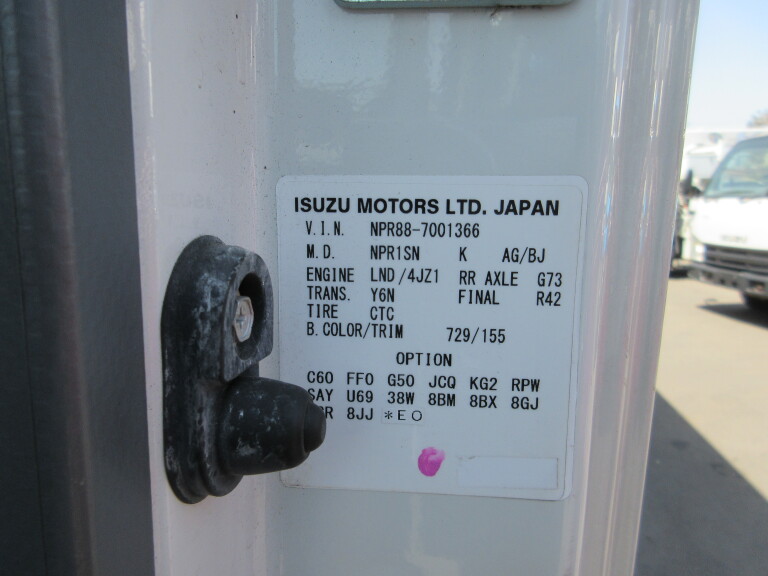 ISUZU MOTORS LTD. JAPAN
V.I.N. NPR88-7001366
M.D. NPR1SN K AG/BJ
ENGINE LND/4JZ1 RR AXLE G73
TRANS. Y6N FINAL R42
TIRE CTC
B.COLOR/TRIM 729/155
OPTION
C60 FF0 G50 JCQ KG2 RPW
SAY U69 38W 8BM 8BX 8GJ
8JJ *EO